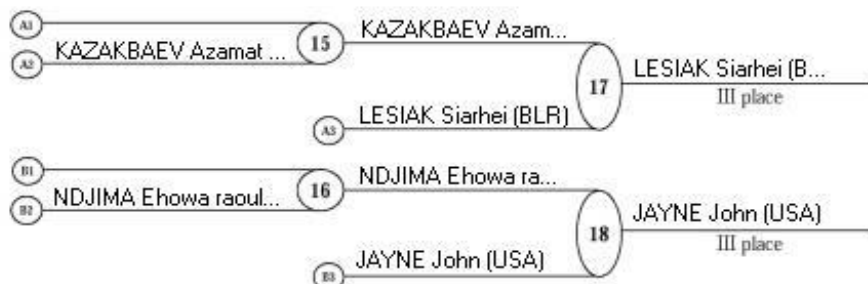 A1
KAZAKBAEV Azamat ...
A2
15
KAZAKBAEV Azam...
LESIAK Siarhei (BLR)
A3
17
LESIAK Siarhei (B...
III place
B1
NDJIMA Ehowa raoul...
B2
16
NDJIMA Ehowa ra...
JAYNE John (USA)
B3
18
JAYNE John (USA)
III place